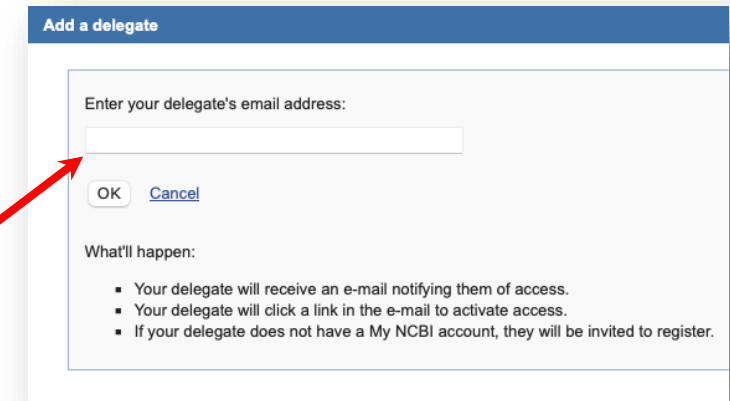 Add a delegate
Enter your delegate's email address:
OK Cancel
What'll happen:
Your delegate will receive an e-mail notifying them of access.
Your delegate will click a link in the e-mail to activate access.
If your delegate does not have a My NCBI account, they will be invited to register.